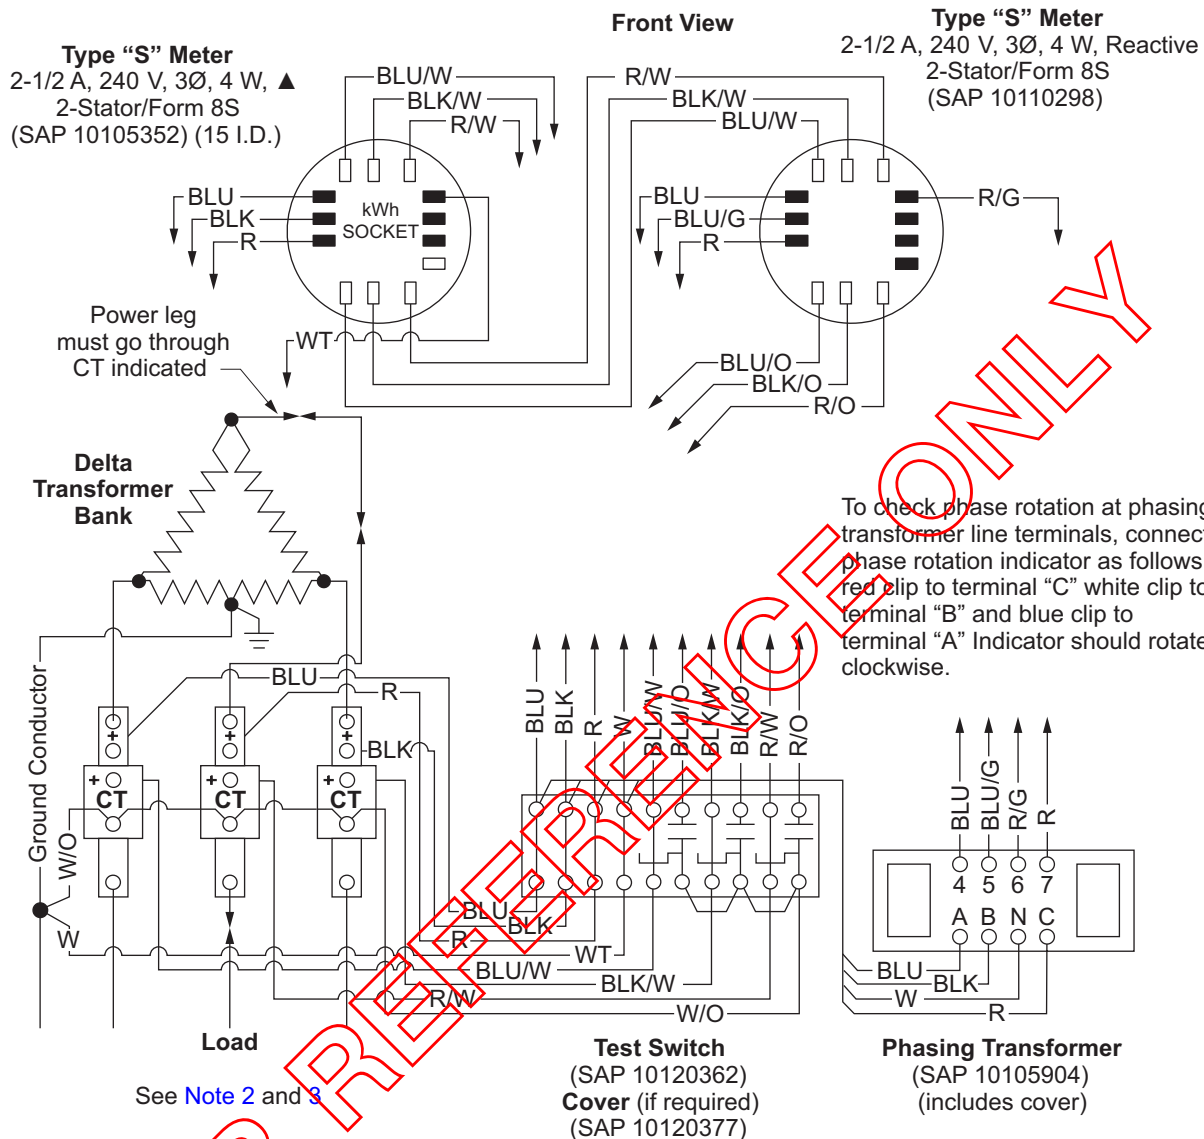 Front View
Type “S” Meter
2-1/2 A, 240 V, 3Ø, 4 W, ▲
2-Stator/Form 8S
(SAP 10105352) (15 I.D.)
Type “S” Meter
2-1/2 A, 240 V, 3Ø, 4 W, Reactive
2-Stator/Form 8S
(SAP 10110298)
BLU/W
BLK/W
R/W
R/W
BLK/W
BLU/W
BLU
BLK
R
kWh
SOCKET
BLU
BLU/G
R
R/G
WT
BLU/O
BLK/O
R/O
Power leg
must go through
CT indicated
Delta
Transformer
Bank
To check phase rotation at phasing
transformer line terminals, connect
phase rotation indicator as follows
red clip to terminal “C” white clip to
terminal “B” and blue clip to
terminal “A” Indicator should rotate
clockwise.
Ground Conductor
BLU
R
BLK
+
+
+
+
+
+
CT
CT
CT
W/O
W
BLU
BLK
R
W
BLU/W
BLU/O
BLK/W
BLK/O
R/W
R/O
BLU
BLK
R
WT
BLU/W
BLK/W
R/W
W/O
BLU
BLU/G
R/G
R
4 5 6 7
A B N C
BLU
BLK
W
R
Load
See Note 2 and 3
Test Switch
(SAP 10120362)
Cover (if required)
(SAP 10120377)
Phasing Transformer
(SAP 10105904)
(includes cover)
REFERENCE ONLY